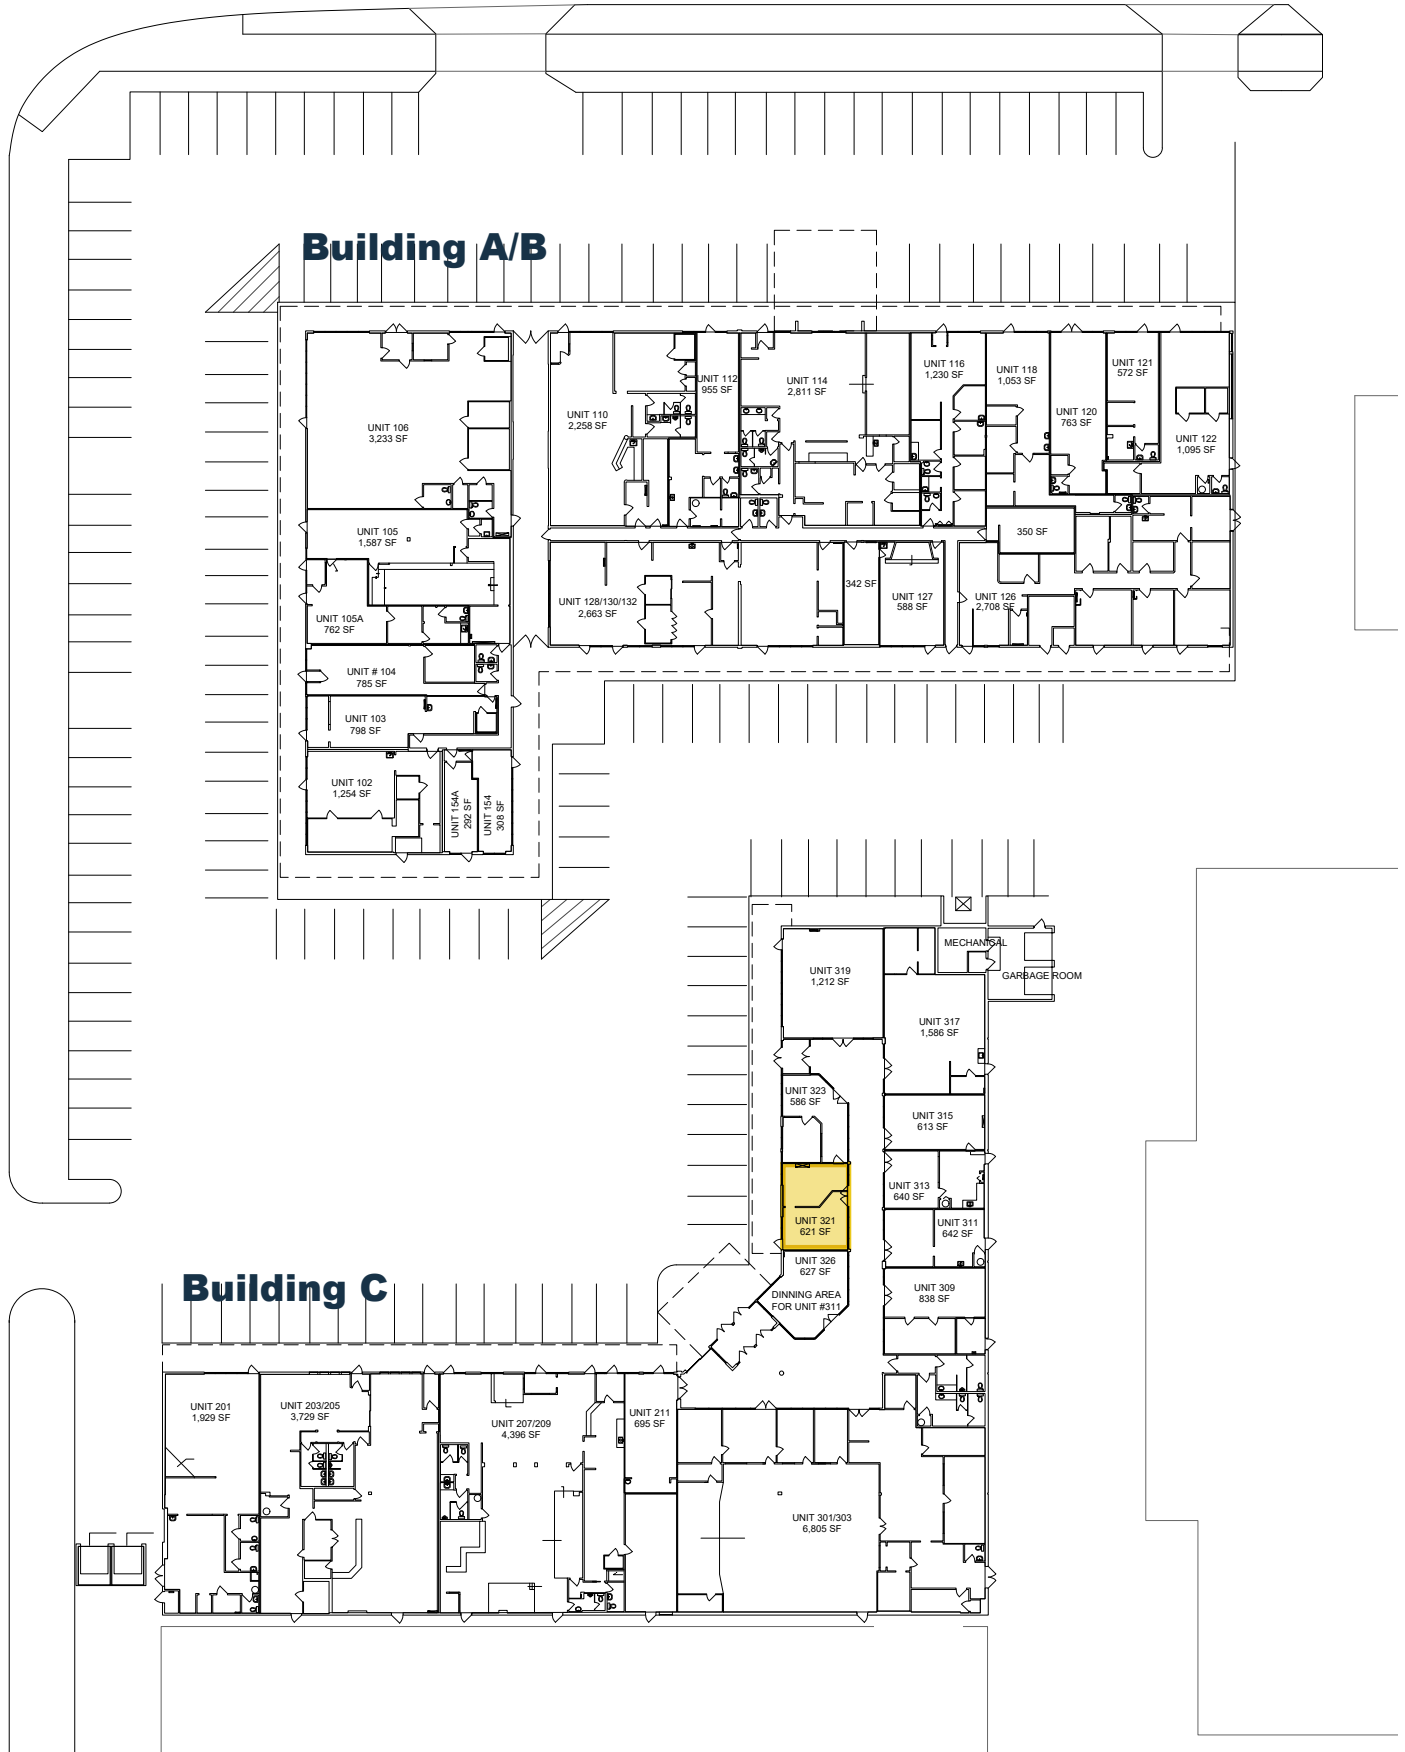 Building A/B
UNIT 106
3,233 SF
UNIT 105
1,587 SF
UNIT 105A
762 SF
UNIT # 104
785 SF
UNIT 103
798 SF
UNIT 102
1,254 SF
UNIT 154A
292 SF
UNIT 154
308 SF
UNIT 110
2,258 SF
UNIT 112
955 SF
UNIT 114
2,811 SF
UNIT 116
1,230 SF
UNIT 118
1,053 SF
UNIT 120
763 SF
UNIT 121
572 SF
UNIT 122
1,095 SF
350 SF
UNIT 128/130/132
2,663 SF
342 SF
UNIT 127
588 SF
UNIT 126
2,708 SF
MECHANICAL
GARBAGE ROOM
UNIT 319
1,212 SF
UNIT 317
1,586 SF
UNIT 323
586 SF
UNIT 315
613 SF
UNIT 313
640 SF
UNIT 321
621 SF
UNIT 311
642 SF
UNIT 326
627 SF
DINNING AREA
FOR UNIT #311
UNIT 309
838 SF
Building C
UNIT 201
1,929 SF
UNIT 203/205
3,729 SF
UNIT 207/209
4,396 SF
UNIT 211
695 SF
UNIT 301/303
6,805 SF